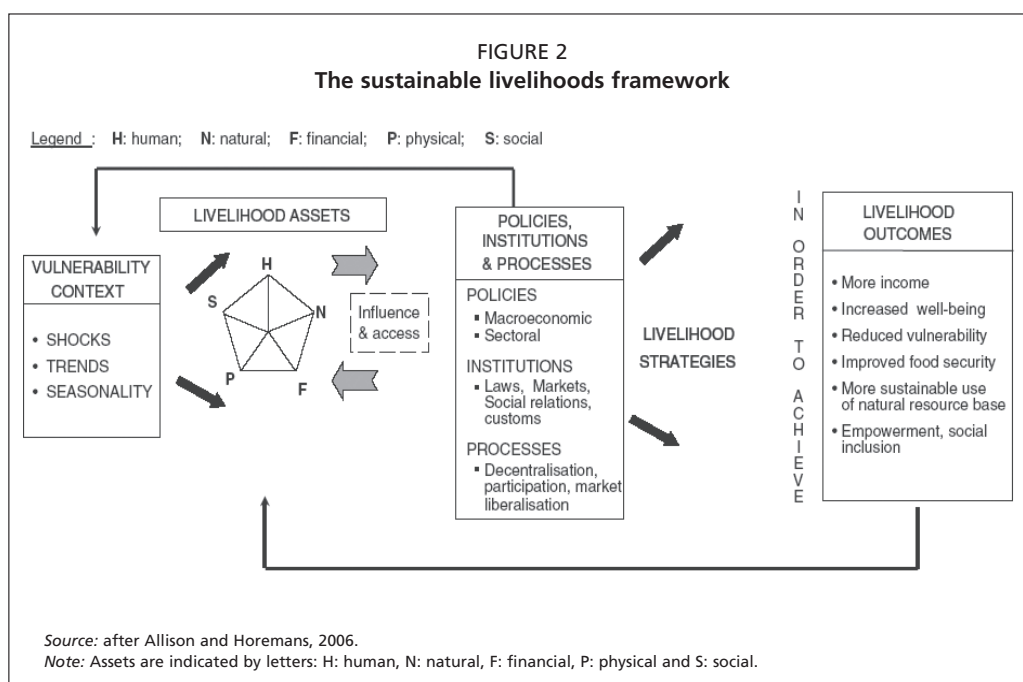 FIGURE 2
The sustainable livelihoods framework
Legend : H: human; N: natural; F: financial; P: physical; S: social
VULNERABILITY
CONTEXT
• SHOCKS
• TRENDS
• SEASONALITY
LIVELIHOOD ASSETS
H
S
N
P
F
Influence
& access
POLICIES,
INSTITUTIONS
& PROCESSES
POLICIES
▪ Macroeconomic
▪ Sectoral
INSTITUTIONS
▪ Laws, Markets,
Social relations,
customs
PROCESSES
▪ Decentralisation,
participation, market
liberalisation
LIVELIHOOD
STRATEGIES
IN ORDER TO ACHIEVE
LIVELIHOOD
OUTCOMES
• More income
• Increased well-being
• Reduced vulnerability
• Improved food security
• More sustainable use
of natural resource base
• Empowerment, social
inclusion
Source: after Allison and Horemans, 2006.
Note: Assets are indicated by letters: H: human, N: natural, F: financial, P: physical and S: social.